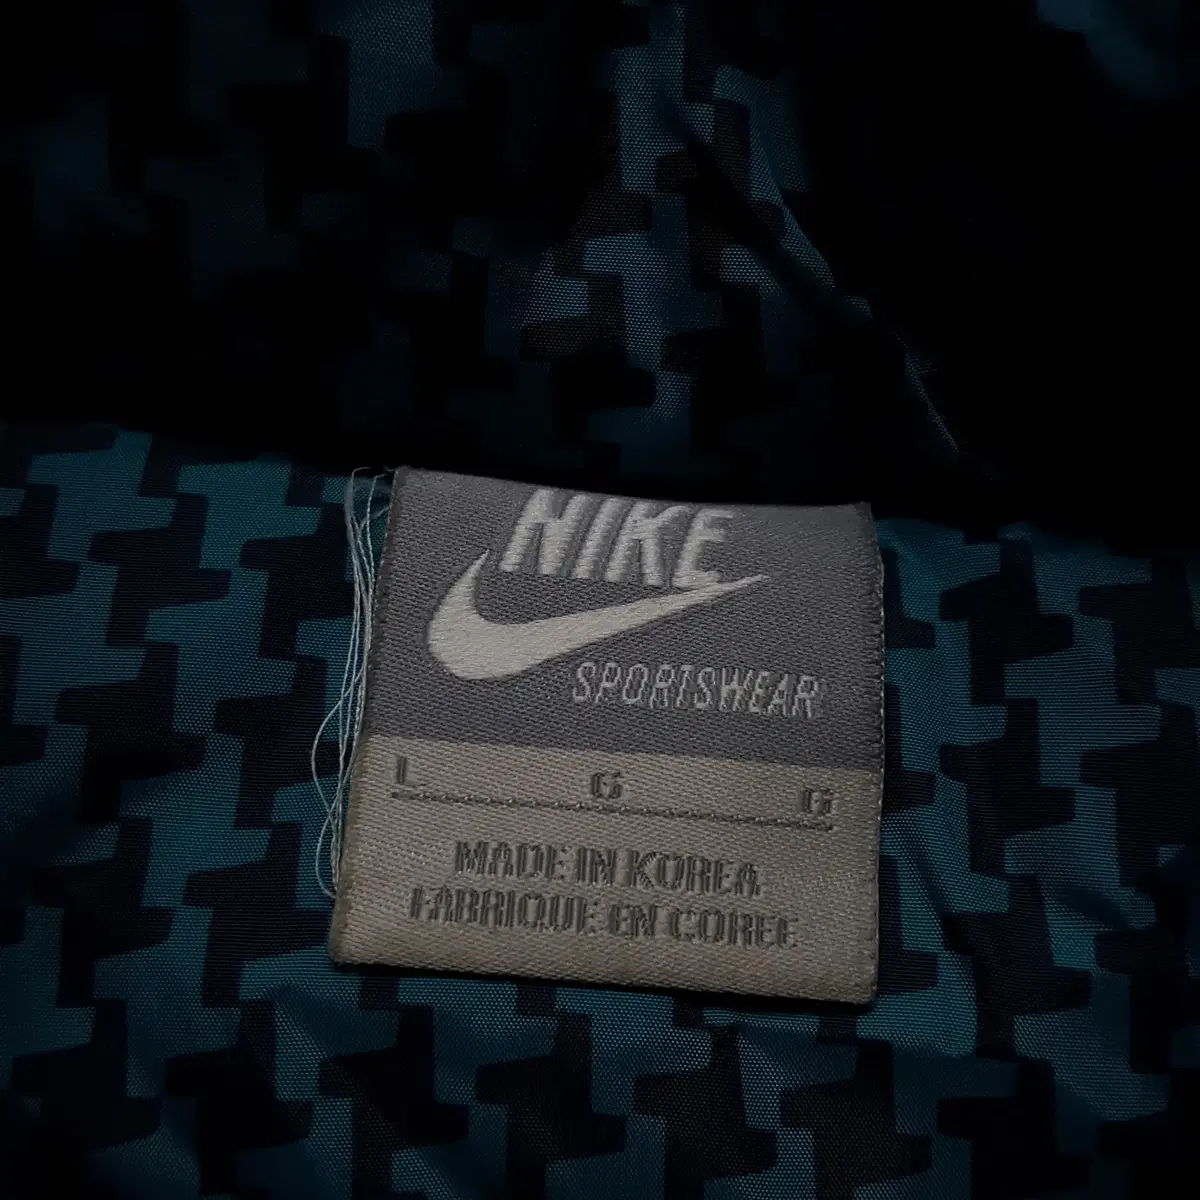 NIKE
SPORTSWEAR
L G G
MADE IN KOREA
FABRIQUE EN COREE